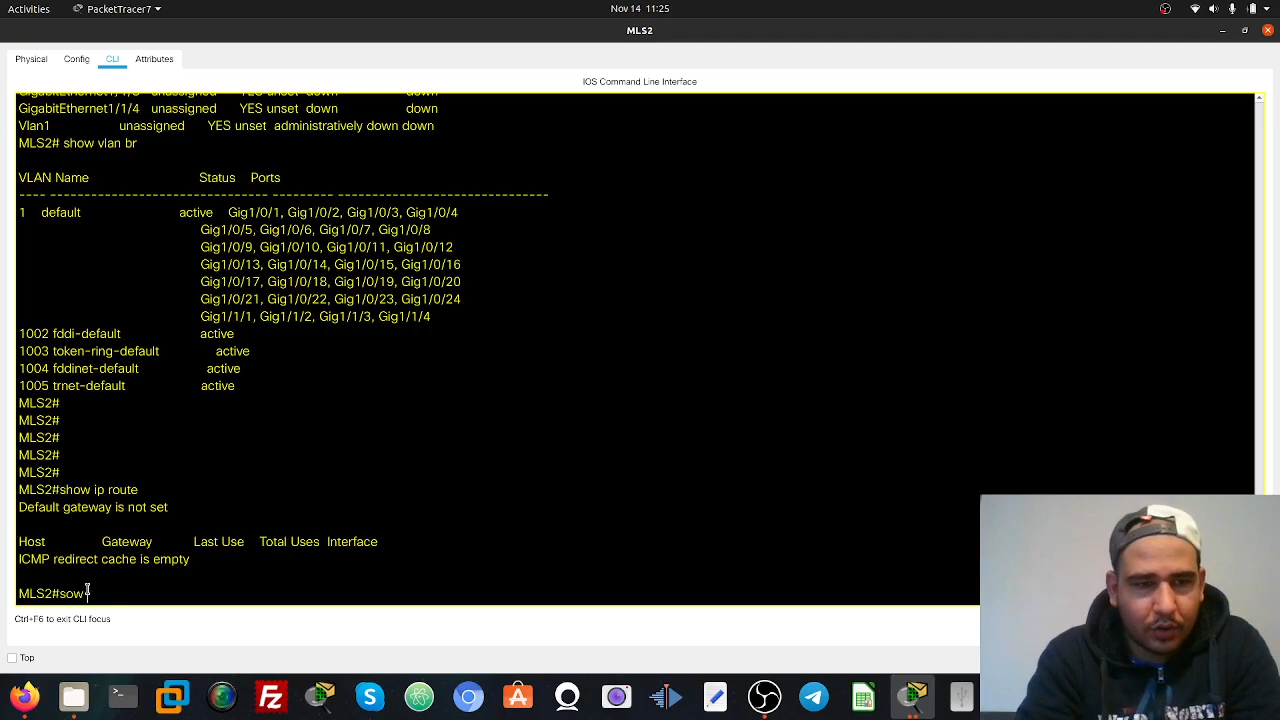 Activities PacketTracer7 Nov 14 11:25
MLS2
Physical Config CLI Attributes
IOS Command Line Interface
GigabitEthernet1/1/3 unassigned YES unset down down
GigabitEthernet1/1/4 unassigned YES unset down down
Vlan1 unassigned YES unset administratively down down
MLS2# show vlan br
VLAN Name Status Ports
---- -------------------------------- --------- -------------------------------
1 default active Gig1/0/1, Gig1/0/2, Gig1/0/3, Gig1/0/4
Gig1/0/5, Gig1/0/6, Gig1/0/7, Gig1/0/8
Gig1/0/9, Gig1/0/10, Gig1/0/11, Gig1/0/12
Gig1/0/13, Gig1/0/14, Gig1/0/15, Gig1/0/16
Gig1/0/17, Gig1/0/18, Gig1/0/19, Gig1/0/20
Gig1/0/21, Gig1/0/22, Gig1/0/23, Gig1/0/24
Gig1/1/1, Gig1/1/2, Gig1/1/3, Gig1/1/4
1002 fddi-default active
1003 token-ring-default active
1004 fddinet-default active
1005 trnet-default active
MLS2#
MLS2#
MLS2#
MLS2#
MLS2#
MLS2#show ip route
Default gateway is not set
Host Gateway Last Use Total Uses Interface
ICMP redirect cache is empty
MLS2#sow
Ctrl+F6 to exit CLI focus
Top